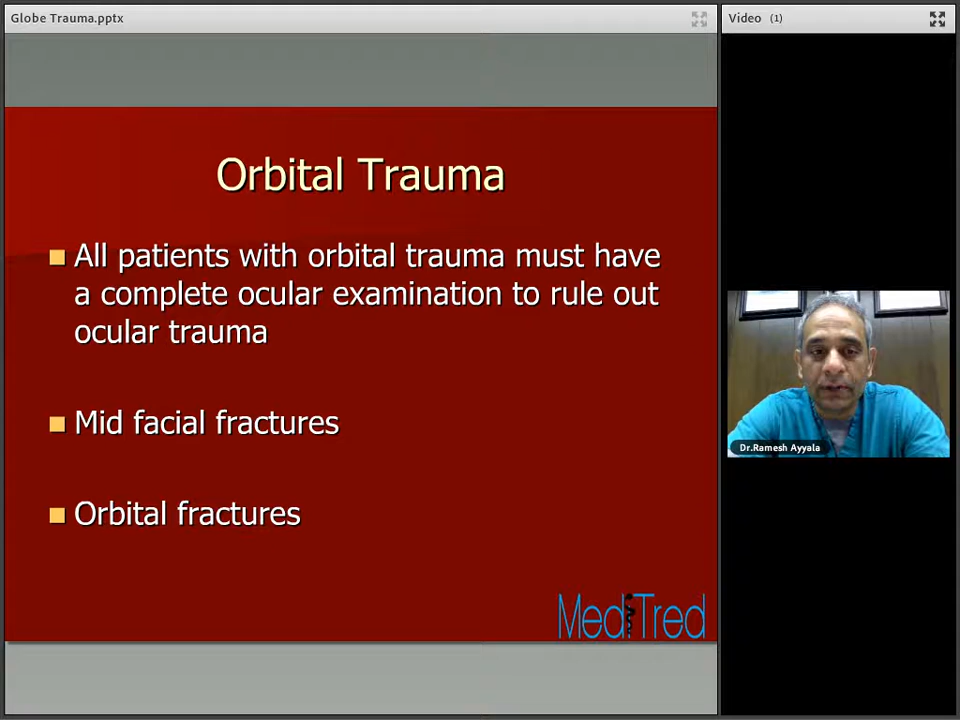 Globe Trauma.pptx
Video (1)
Orbital Trauma
All patients with orbital trauma must have
a complete ocular examination to rule out
ocular trauma
Mid facial fractures
Orbital fractures
MediTred
Dr.Ramesh Ayyala